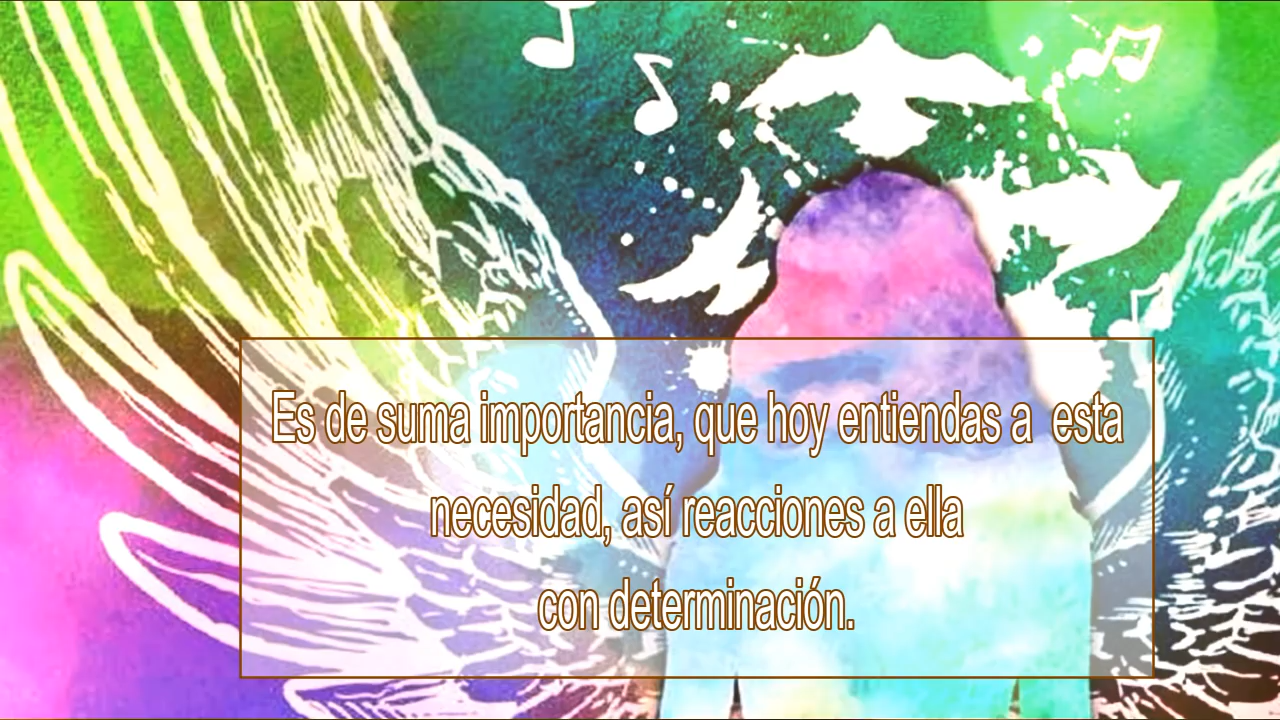 Es de suma importancia, que hoy entiendas a  esta
necesidad, así reacciones a ella
con determinación.